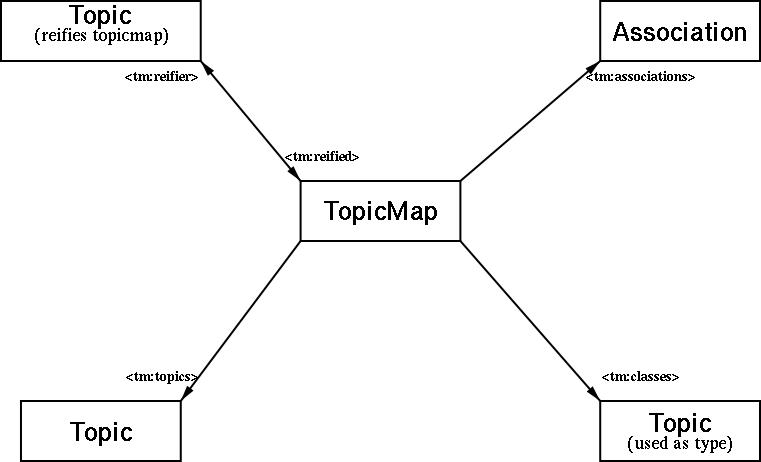 Topic
(reifies topicmap)
Association
<tm:reifier>
<tm:associations>
<tm:reified>
TopicMap
<tm:topics>
<tm:classes>
Topic
Topic
(used as type)